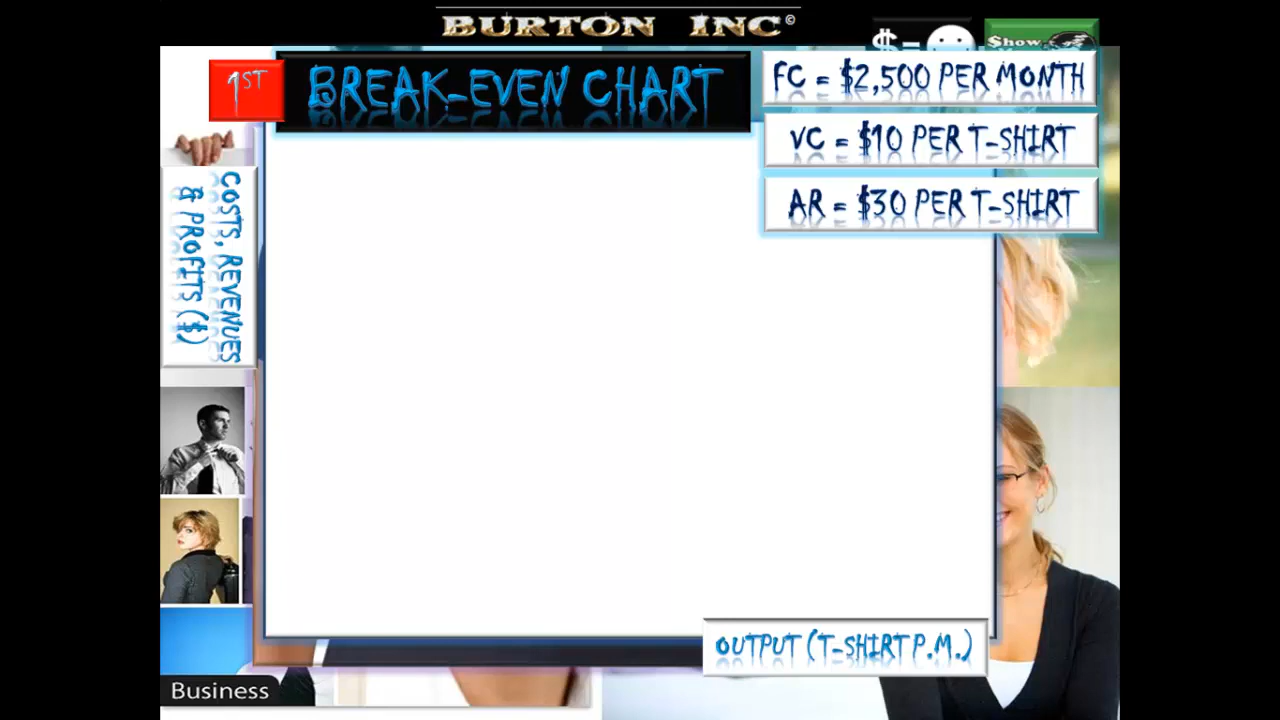 BURTON INC©
$=
Show
1ST
BREAK-EVEN CHART
FC = $2,500 PER MONTH
VC = $10 PER T-SHIRT
AR = $30 PER T-SHIRT
COSTS, REVENUES
& PROFITS ($)
OUTPUT (T-SHIRT P.M.)
Business